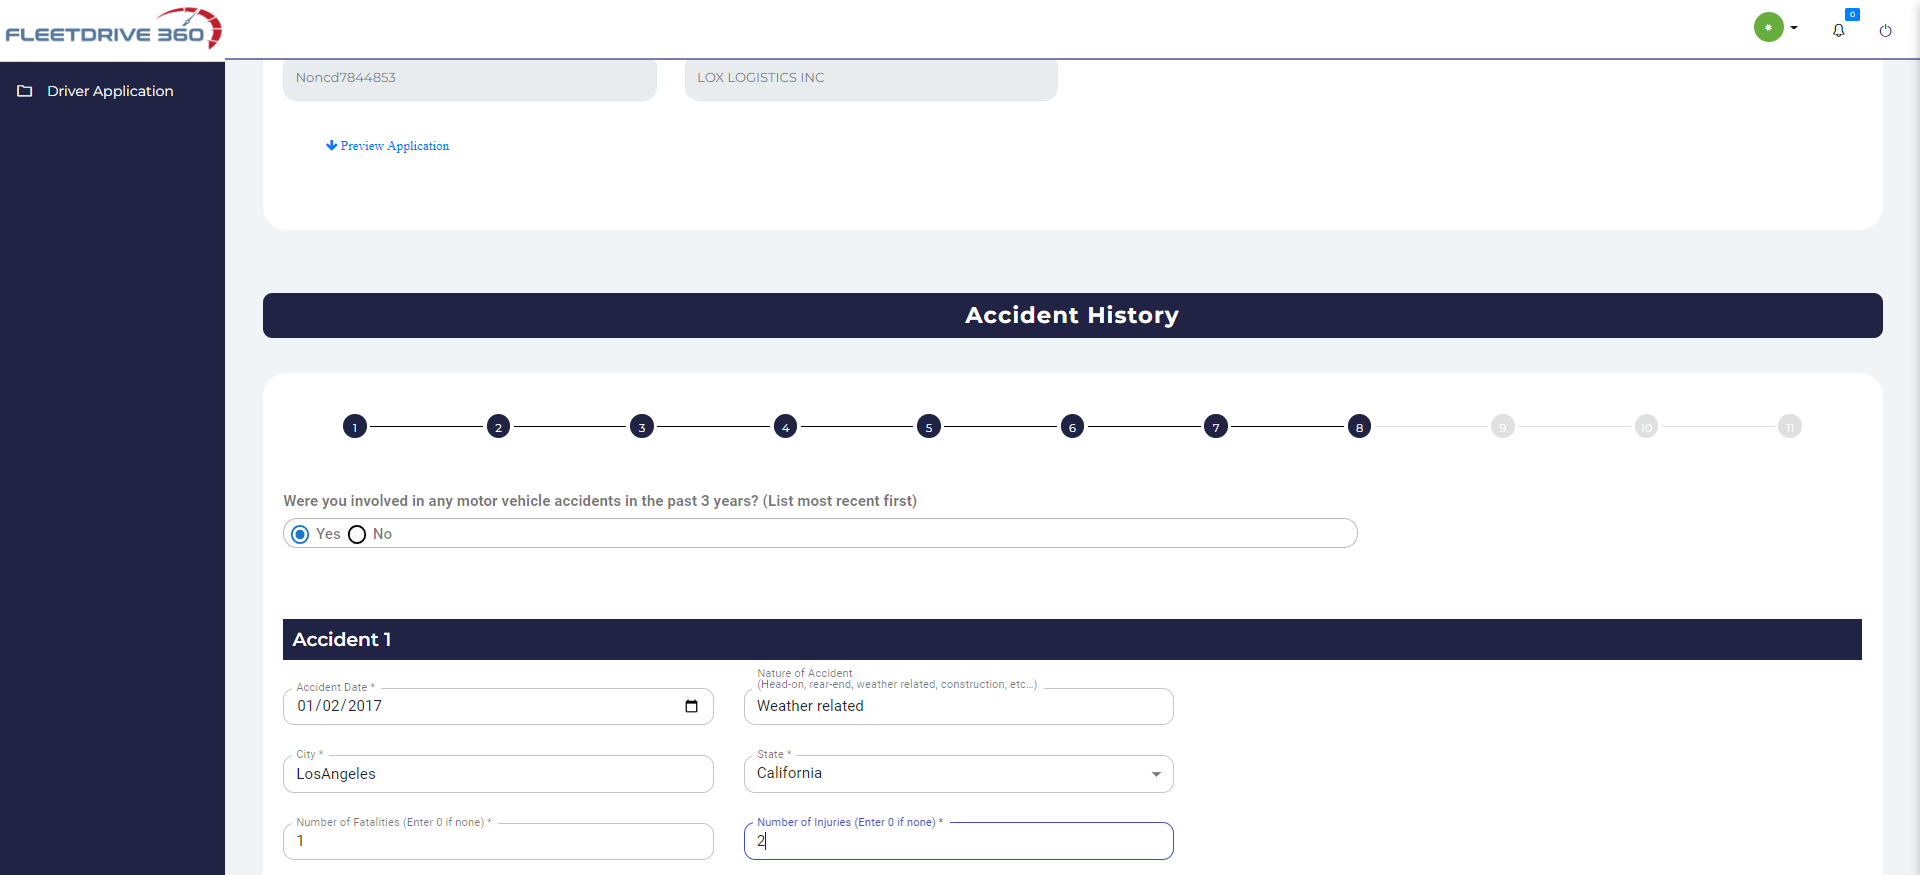 FLEETDRIVE 360
0
Driver Application
Noncd7844853
LOX LOGISTICS INC
Preview Application
Accident History
1 2 3 4 5 6 7 8 9 10 11
Were you involved in any motor vehicle accidents in the past 3 years? (List most recent first)
Yes No
Accident 1
Accident Date *
01/02/2017
Nature of Accident
(Head-on, rear-end, weather related, construction, etc...)
Weather related
City *
LosAngeles
State *
California
Number of Fatalities (Enter 0 if none) *
1
Number of Injuries (Enter 0 if none) *
2